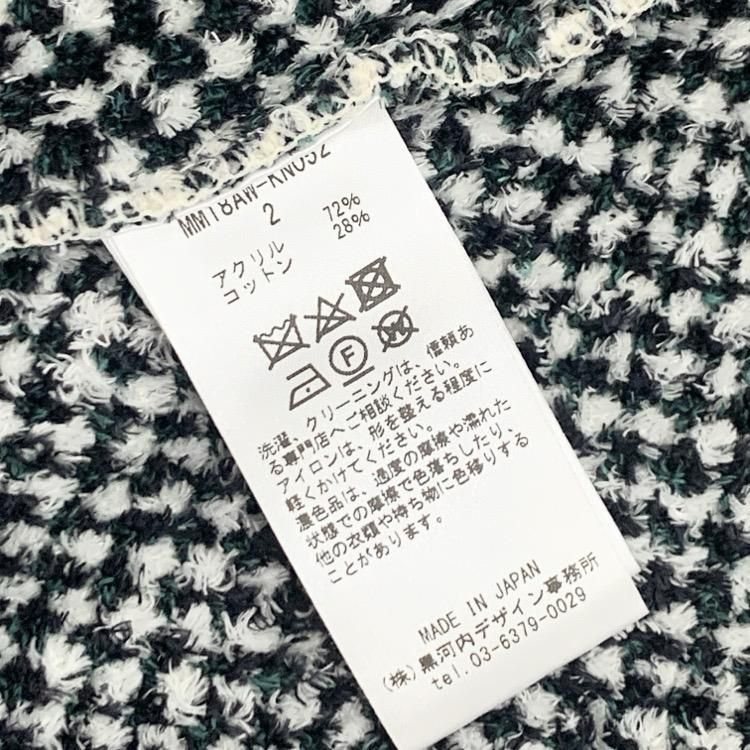 MM18AW-KN032
2
アクリル 72%
コットン 28%
F
W
洗濯、クリーニングは、信頼あ
る専門店へご相談ください。
アイロンは、形を整える程度に
軽くかけてください。
濃色品は、過度の摩擦や濡れた
状態での摩擦で色落ちしたり、
他の衣類や持ち物に色移りする
ことがあります。
MADE IN JAPAN
(株)黒河内デザイン事務所
tel.03-6379-0029